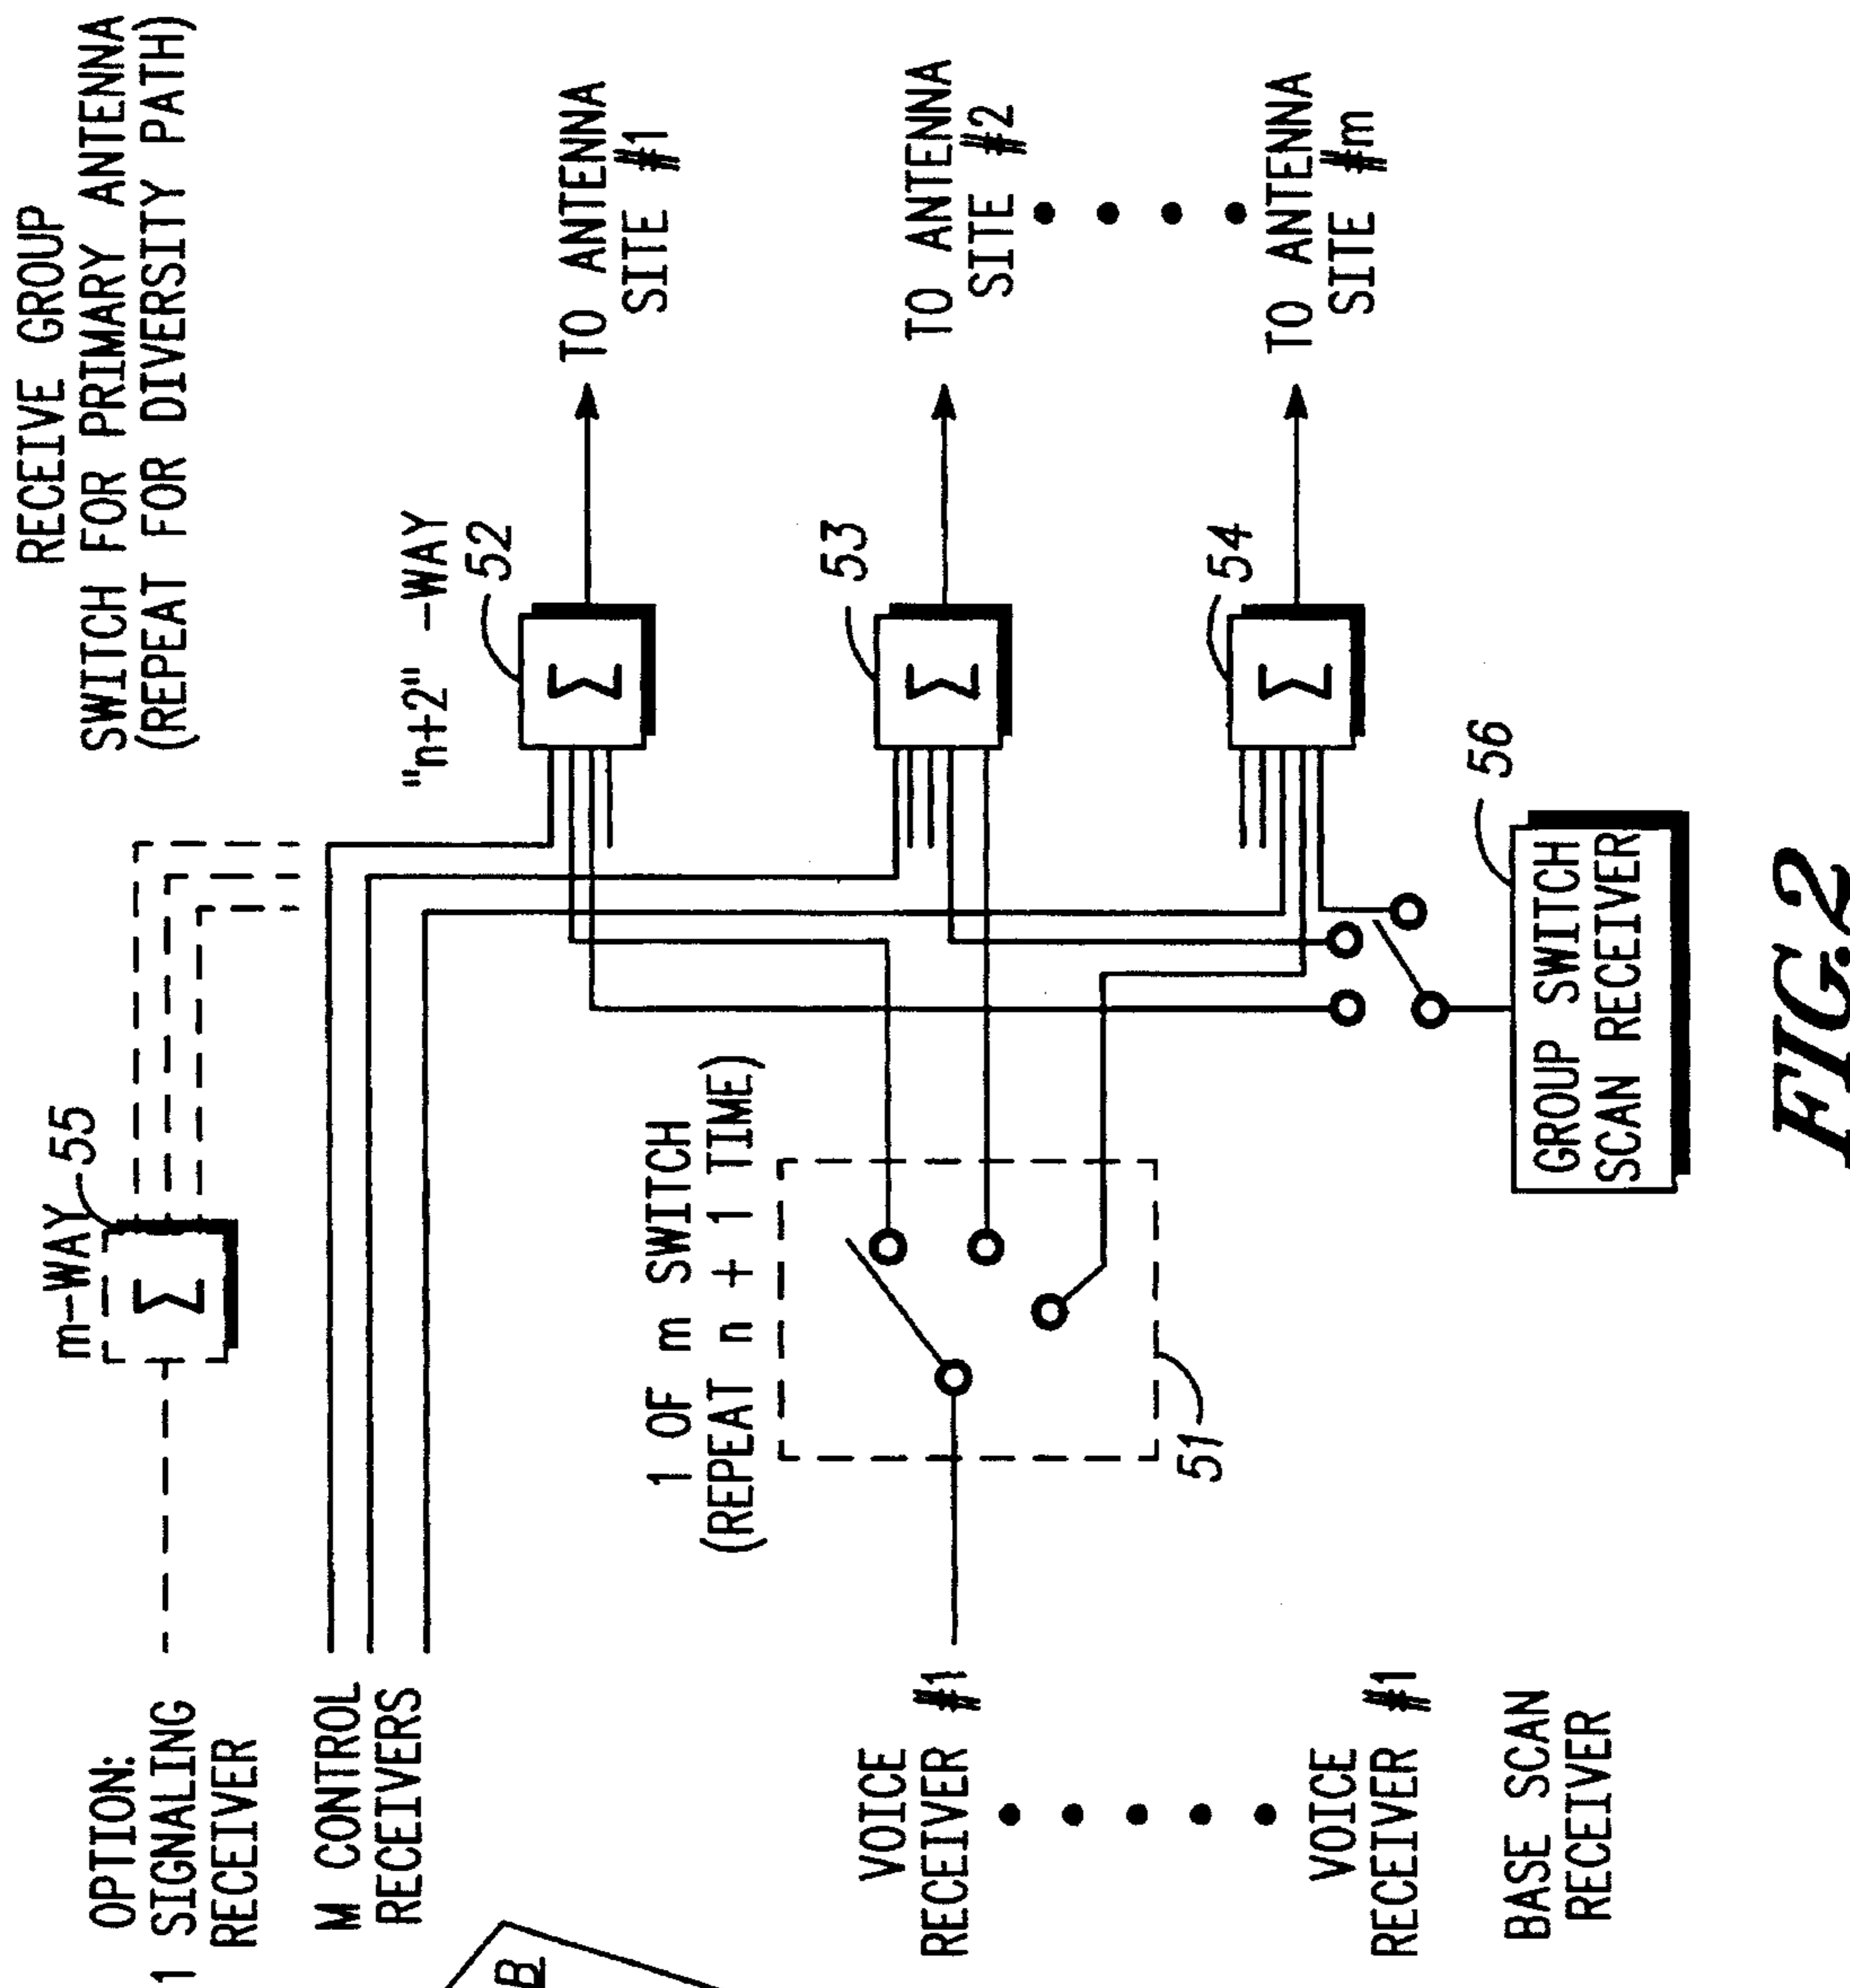 RECEIVE GROUP
SWITCH FOR PRIMARY ANTENNA
(REPEAT FOR DIVERSITY PATH)
OPTION:
1 SIGNALING
RECEIVER
m-WAY
55
Σ
M CONTROL
RECEIVERS
"n+2" -WAY
52
Σ
TO ANTENNA
SITE #1
1 OF m SWITCH
(REPEAT n + 1 TIME)
53
Σ
TO ANTENNA
SITE #2
VOICE
RECEIVER #1
51
54
Σ
TO ANTENNA
SITE #m
VOICE
RECEIVER #1
56
BASE SCAN
RECEIVER
GROUP SWITCH
SCAN RECEIVER
B
FIG.2